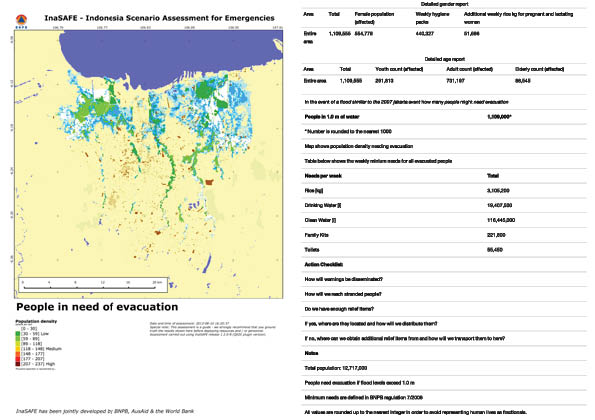 InaSAFE - Indonesia Scenario Assessment for Emergencies
BNPB
0 4 8 12 16 20 km
People in need of evacuation
Population density
[0 - 30]
(30 - 59] Low
(59 - 89]
(89 - 118]
(118 - 148] Medium
(148 - 177]
(177 - 207]
(207 - 237] High
InaSAFE has been jointly developed by BNPB, AusAid & the World Bank
Detailed gender report
Area Total Female population (affected) Weekly hygiene packs Additional weekly rice kg for pregnant and lactating women
Entire area 1,109,555 554,778 440,327
Detailed age report
Area Total Youth count (affected) Adult count (affected) Elderly count (affected)
Entire area 1,109,555 291,813 731,197 86,545
In the event of a flood similar to the 2007 jakarta event how many people might need evacuation
People in 1.0 m of water 1,109,000*
* Number is rounded to the nearest 1000
Map shows population density needing evacuation
Table below shows the weekly minium needs for all evacuated people
Needs per week Total
Rice [kg] 3,105,200
Drinking Water [l] 19,407,500
Clean Water [l]
Family Kits 221,800
Toilets 55,450
Action Checklist:
How will warnings be disseminated?
How will we reach stranded people?
Do we have enough relief items?
If yes, where are they located and how will we distribute them?
If no, where can we obtain additional relief items from and how will we transport them to here?
Notes
Total population: 12,717,000
People need evacuation if flood levels exceed 1.0 m
Minimum needs are defined in BNPB regulation 7/2008
All values are rounded up to the nearest integer in order to avoid representing human lives as fractionals.